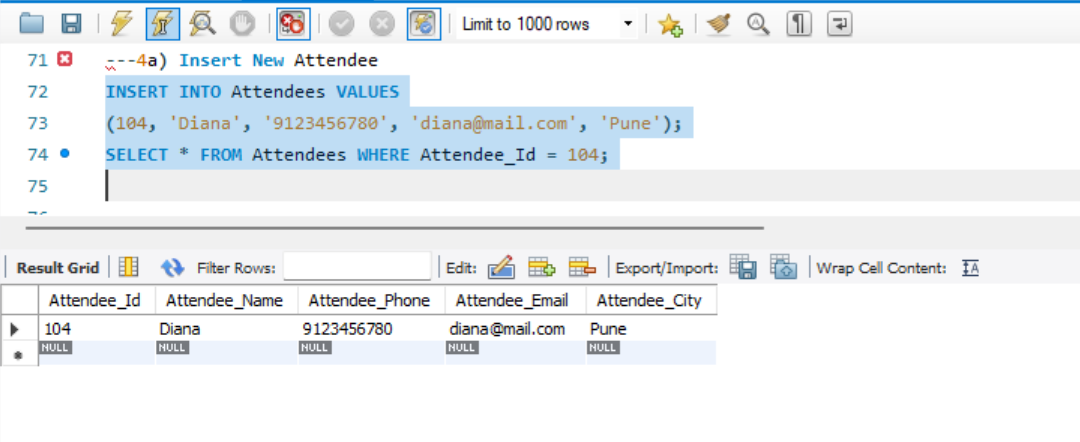 Limit to 1000 rows
71 ---4a) Insert New Attendee
72 INSERT INTO Attendees VALUES
73 (104, 'Diana', '9123456780', 'diana@mail.com', 'Pune');
74 SELECT * FROM Attendees WHERE Attendee_Id = 104;
75
Result Grid Filter Rows: Edit: Export/Import: Wrap Cell Content:
Attendee_Id Attendee_Name Attendee_Phone Attendee_Email Attendee_City
104 Diana 9123456780 diana@mail.com Pune
NULL NULL NULL NULL NULL